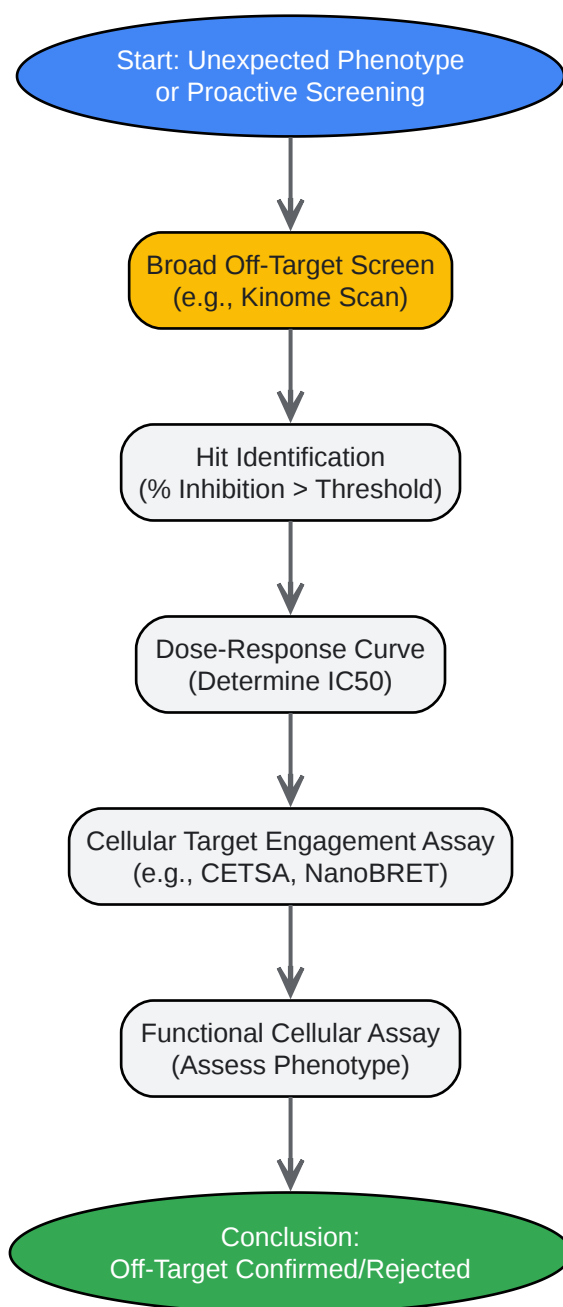 Start: Unexpected Phenotype
or Proactive Screening
Broad Off-Target Screen
(e.g., Kinome Scan)
Hit Identification
(% Inhibition > Threshold)
Dose-Response Curve
(Determine IC50)
Cellular Target Engagement Assay
(e.g., CETSA, NanoBRET)
Functional Cellular Assay
(Assess Phenotype)
Conclusion:
Off-Target Confirmed/Rejected